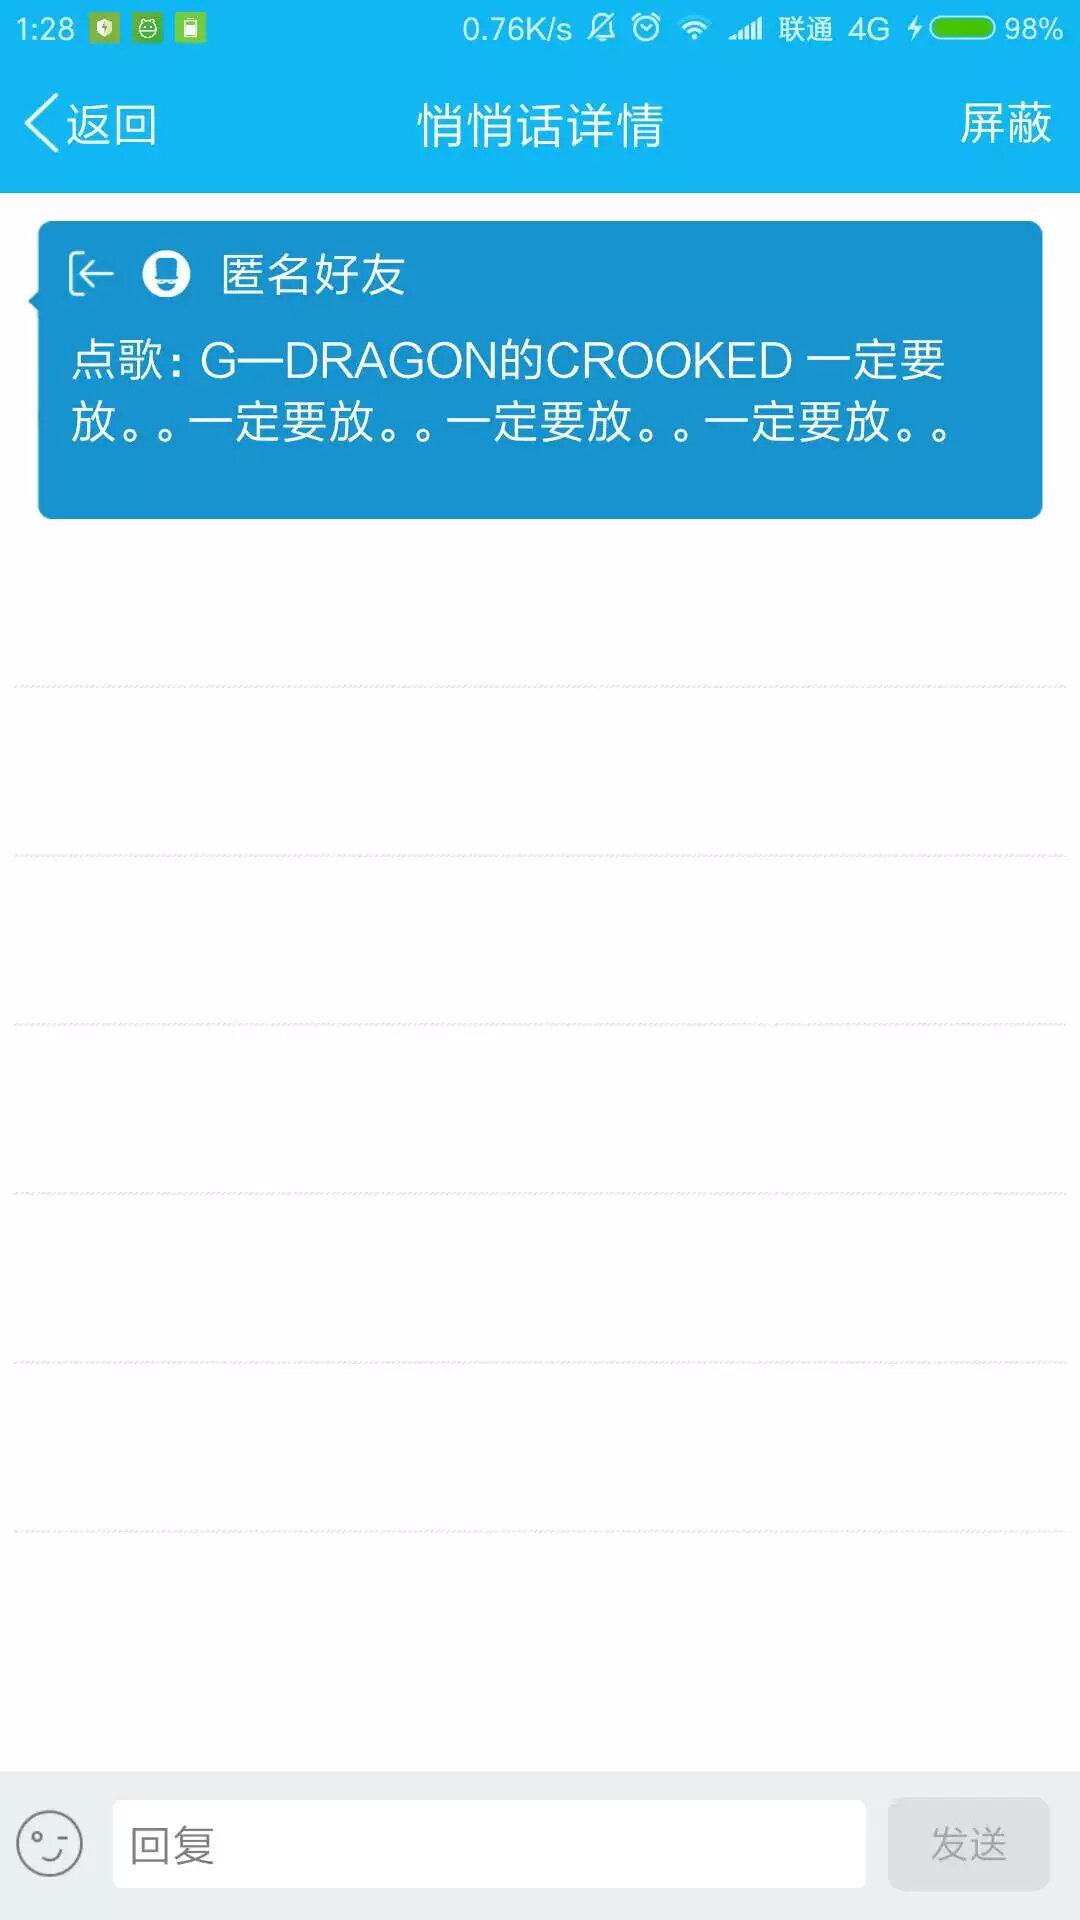 1:28 0.76K/s 联通 4G 98%
返回 悄悄话详情 屏蔽
匿名好友
点歌：G—DRAGON的CROOKED 一定要
放。。一定要放。。一定要放。。一定要放。。
回复 发送